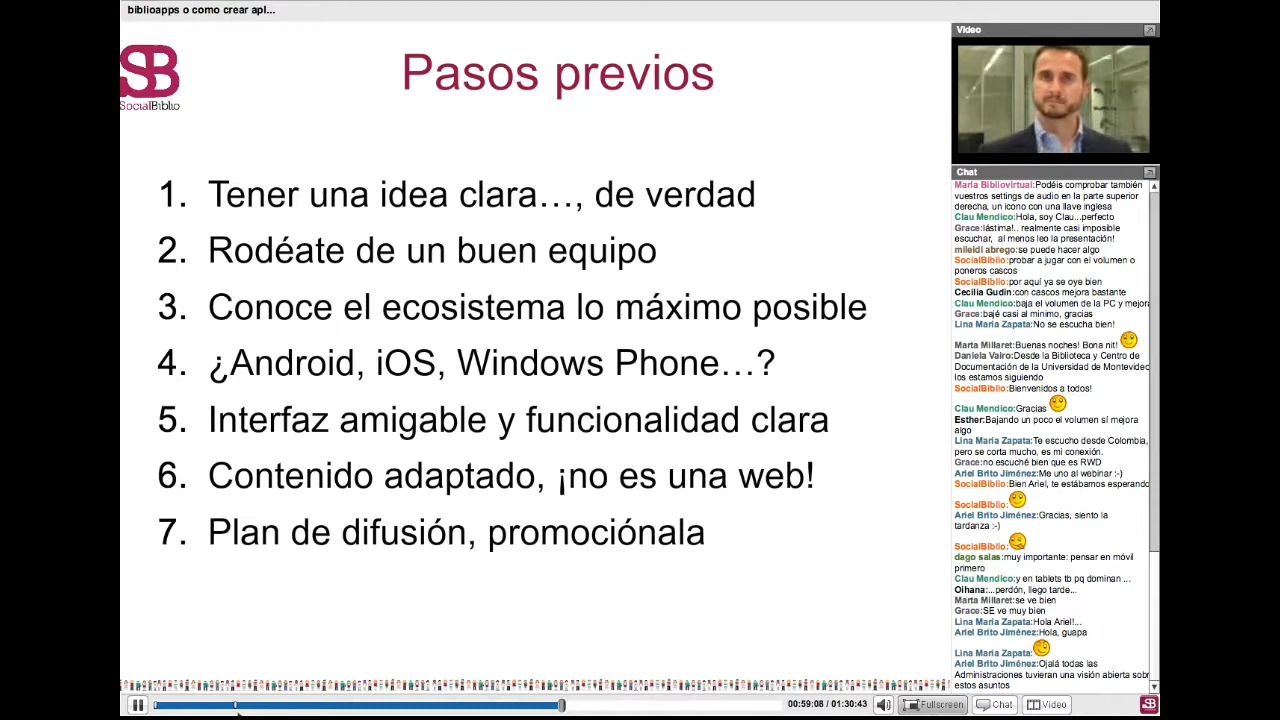 biblioapps o como crear apl...
SB
SocialBiblio
Pasos previos
1. Tener una idea clara…, de verdad
2. Rodéate de un buen equipo
3. Conoce el ecosistema lo máximo posible
4. ¿Android, iOS, Windows Phone…?
5. Interfaz amigable y funcionalidad clara
6. Contenido adaptado, ¡no es una web!
7. Plan de difusión, promociónala
Video
Chat
María Bibliovirtual:Podéis comprobar también
vuestros settings de audio en la parte superior
derecha, un icono con una llave inglesa
Clau Mendico:Hola, soy Clau...perfecto
Grace:lástima!.. realmente casi imposible
escuchar, al menos leo la presentación!
mileidi abrego:se puede hacer algo
SocialBiblio:probar a jugar con el volumen o
poneros cascos
SocialBiblio:por aquí ya se oye bien
Cecilia Gudin:con cascos mejora bastante
Clau Mendico:baja el volumen de la PC y mejora
Grace:bajé casi al minimo, gracias
Lina María Zapata:No se escucha bien!
Marta Millaret:Buenas noches! Bona nit!
Daniela Vairo:Desde la Biblioteca y Centro de
Documentación de la Universidad de Montevideo
los estamos siguiendo
SocialBiblio:Bienvenidos a todos!
Clau Mendico:Gracias
Esther:Bajando un poco el volumen sí mejora
algo
Lina María Zapata:Te escucho desde Colombia,
pero se corta mucho, es mi conexión.
Grace:no escuché bien que es RWD
Ariel Brito Jiménez:Me uno al webinar :-)
SocialBiblio:Bien Ariel, te estábamos esperando
SocialBiblio:
Ariel Brito Jiménez:Gracias, siento la
tardanza :-)
SocialBiblio:
dago salas:muy importante: pensar en móvil
primero
Clau Mendico:y en tablets tb pq dominan ...
Oihana:...perdón, llego tarde...
Marta Millaret:se ve bien
Grace:SE ve muy bien
Lina María Zapata:Hola Ariel!...
Ariel Brito Jiménez:Hola, guapa
Lina María Zapata:
Ariel Brito Jiménez:Ojalá todas las
Administraciones tuvieran una visión abierta sobr
estos asuntos
00:59:08 / 01:30:43
Fullscreen
Chat
Video
SB